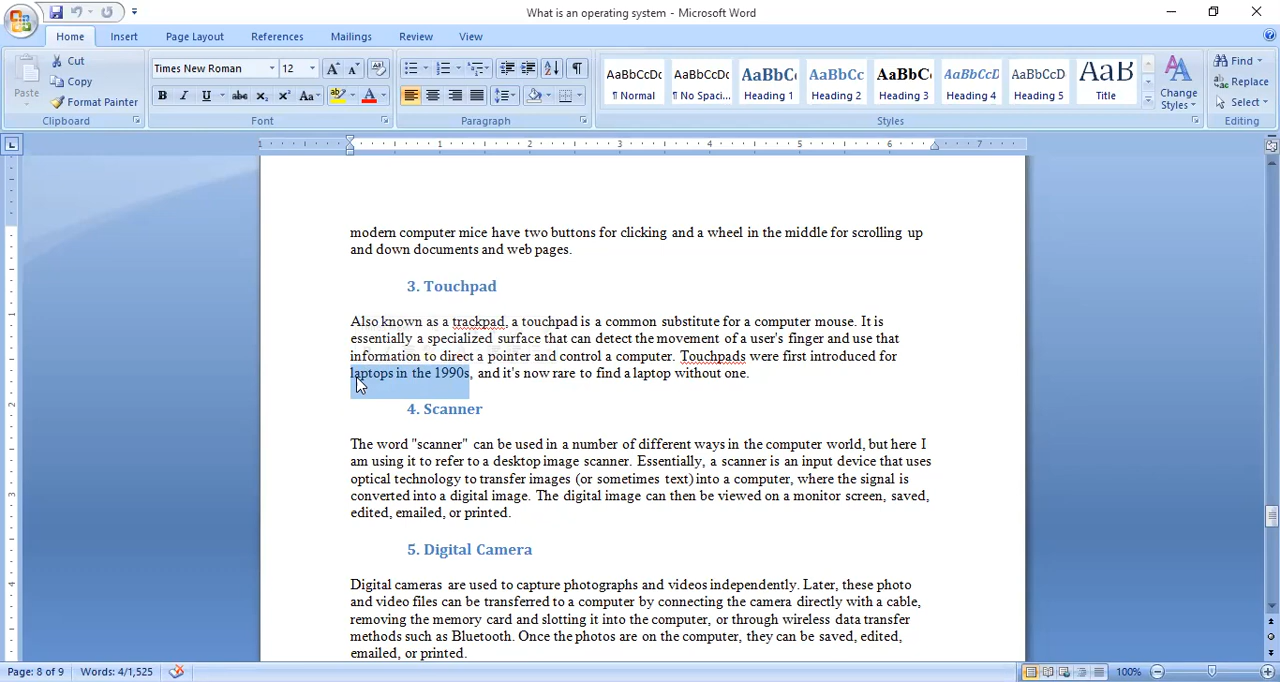 What is an operating system - Microsoft Word
Home Insert Page Layout References Mailings Review View
Paste
Cut
Copy
Format Painter
Clipboard
Times New Roman 12
Font
Paragraph
AaBbCcDc AaBbCcDc AaBbC AaBbCc AaBbCc AaBbCcD AaBbCcD AaB
¶ Normal ¶ No Spaci... Heading 1 Heading 2 Heading 3 Heading 4 Heading 5 Title
Styles
Change Styles
Find
Replace
Select
Editing
1 1 2 3 4 5 6 7
modern computer mice have two buttons for clicking and a wheel in the middle for scrolling up
and down documents and web pages.
3. Touchpad
Also known as a trackpad, a touchpad is a common substitute for a computer mouse. It is
essentially a specialized surface that can detect the movement of a user's finger and use that
information to direct a pointer and control a computer. Touchpads were first introduced for
laptops in the 1990s, and it's now rare to find a laptop without one.
4. Scanner
The word "scanner" can be used in a number of different ways in the computer world, but here I
am using it to refer to a desktop image scanner. Essentially, a scanner is an input device that uses
optical technology to transfer images (or sometimes text) into a computer, where the signal is
converted into a digital image. The digital image can then be viewed on a monitor screen, saved,
edited, emailed, or printed.
5. Digital Camera
Digital cameras are used to capture photographs and videos independently. Later, these photo
and video files can be transferred to a computer by connecting the camera directly with a cable,
removing the memory card and slotting it into the computer, or through wireless data transfer
methods such as Bluetooth. Once the photos are on the computer, they can be saved, edited,
emailed, or printed.
Page: 8 of 9 Words: 4/1,525 100%